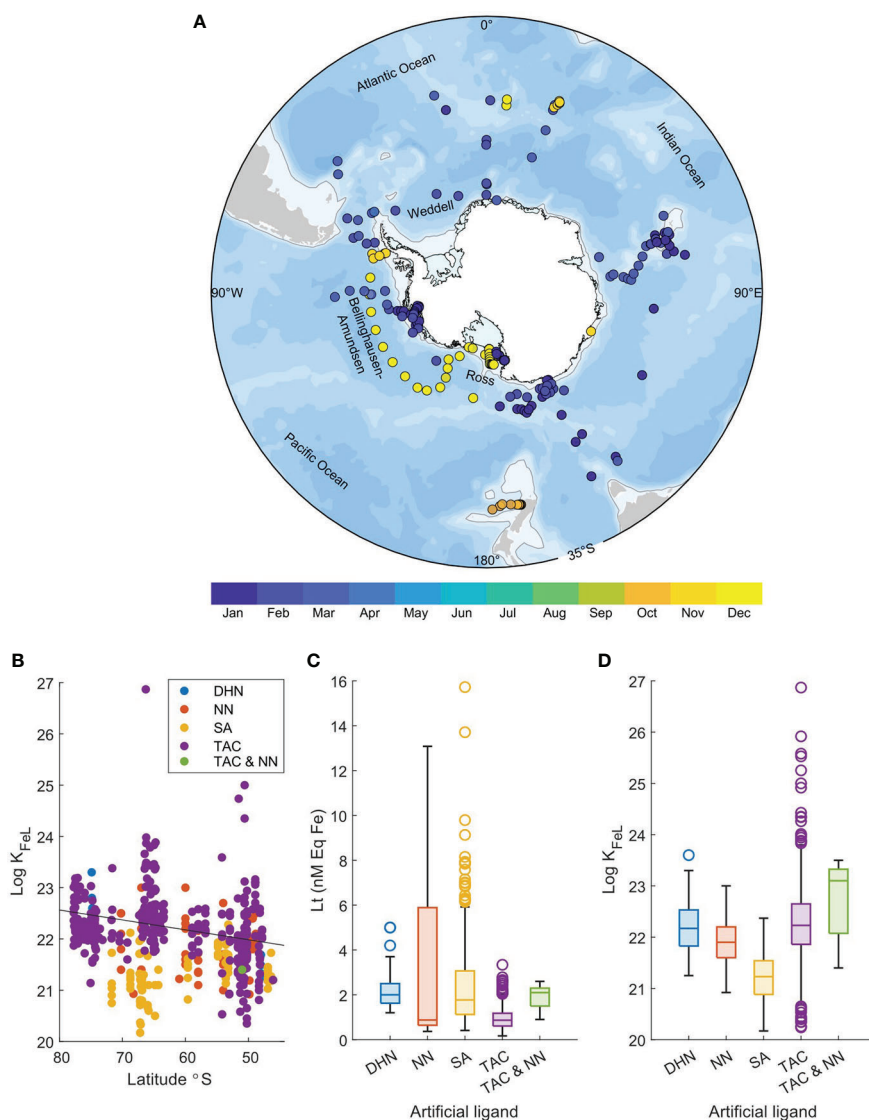 A
0°
Atlantic Ocean
Indian Ocean
Weddell
90°W
90°E
Bellinghausen-
Amundsen
Ross
Pacific Ocean
180°
35°S
Jan Feb Mar Apr May Jun Jul Aug Sep Oct Nov Dec
B
27
26
25
24
23
22
21
20
Log K_FeL
80 70 60 50
Latitude °S
DHN
NN
SA
TAC
TAC & NN
C
16
14
12
10
8
6
4
2
0
Lt (nM Eq Fe)
DHN NN SA TAC TAC & NN
Artificial ligand
D
27
26
25
24
23
22
21
20
Log K_FeL
DHN NN SA TAC TAC & NN
Artificial ligand